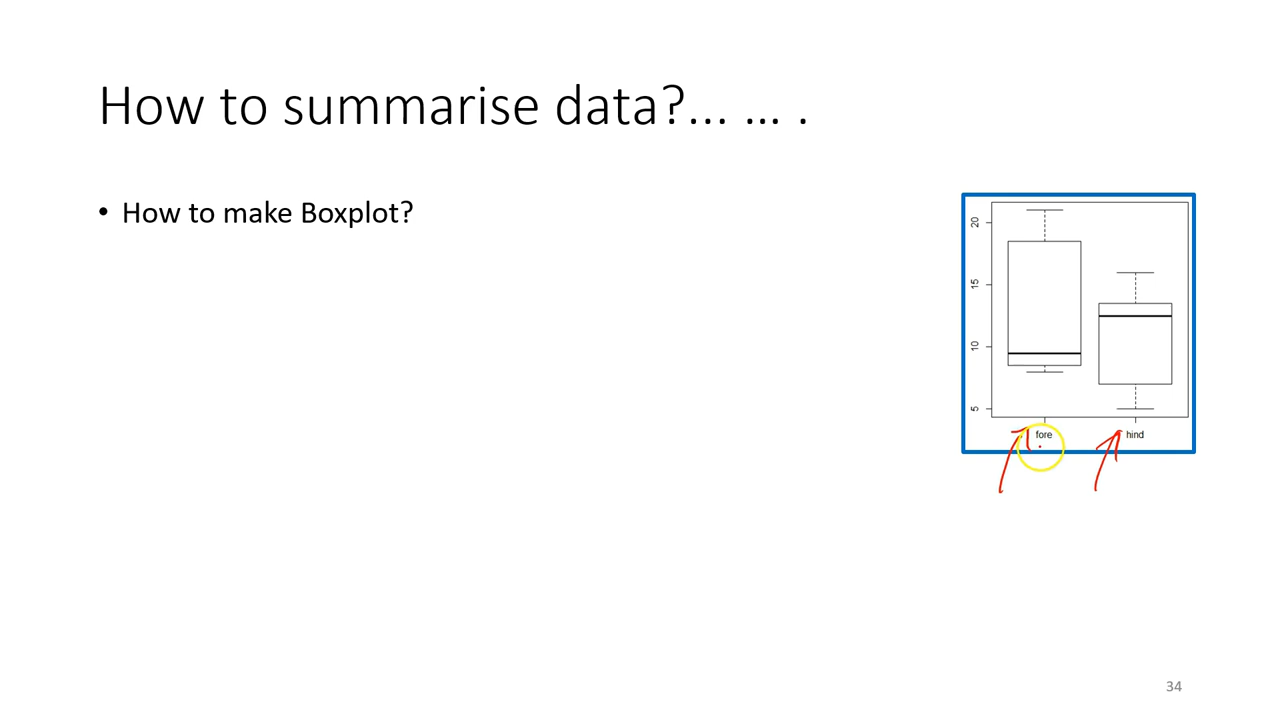 How to summarise data?... ... .
• How to make Boxplot?
20
15
10
5
fore
hind
34